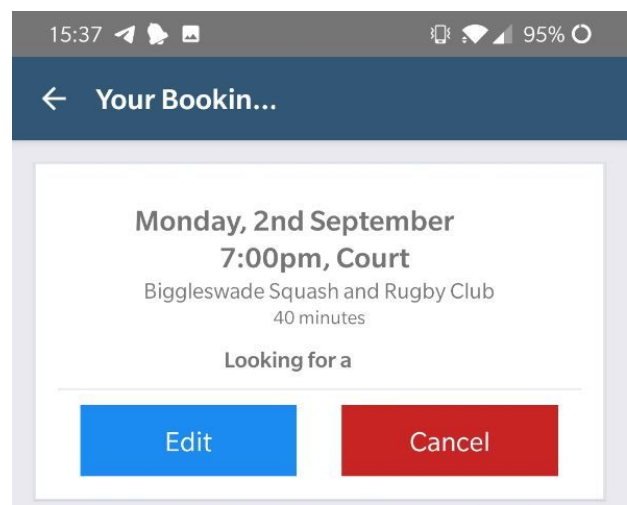 15:37 95%
Your Bookin...
Monday, 2nd September
7:00pm, Court
Biggleswade Squash and Rugby Club
40 minutes
Looking for a
Edit Cancel